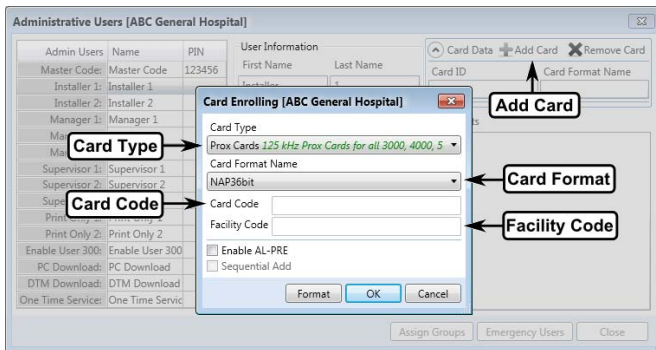 Administrative Users [ABC General Hospital]
Admin Users Name PIN
Master Code: Master Code 123456
Installer 1: Installer 1
Installer 2: Installer 2
Manager 1: Manager 1
Supervisor 1: Supervisor 1
Supervisor 2: Supervisor 2
Print Only 2: Print Only 2
Enable User 300: Enable User 300
PC Download: PC Download
DTM Download: DTM Download
One Time Service: One Time Servic
User Information
First Name Last Name
Installer 1
Card Data Add Card Remove Card
Card ID Card Format Name
Add Card
Card Enrolling [ABC General Hospital]
Card Type
Card Type
Prox Cards 125 kHz Prox Cards for all 3000, 4000, 5
Card Format Name
NAP36bit
Card Format
Card Code
Card Code
Facility Code
Facility Code
Enable AL-PRE
Sequential Add
Format OK Cancel
Assign Groups Emergency Users Close